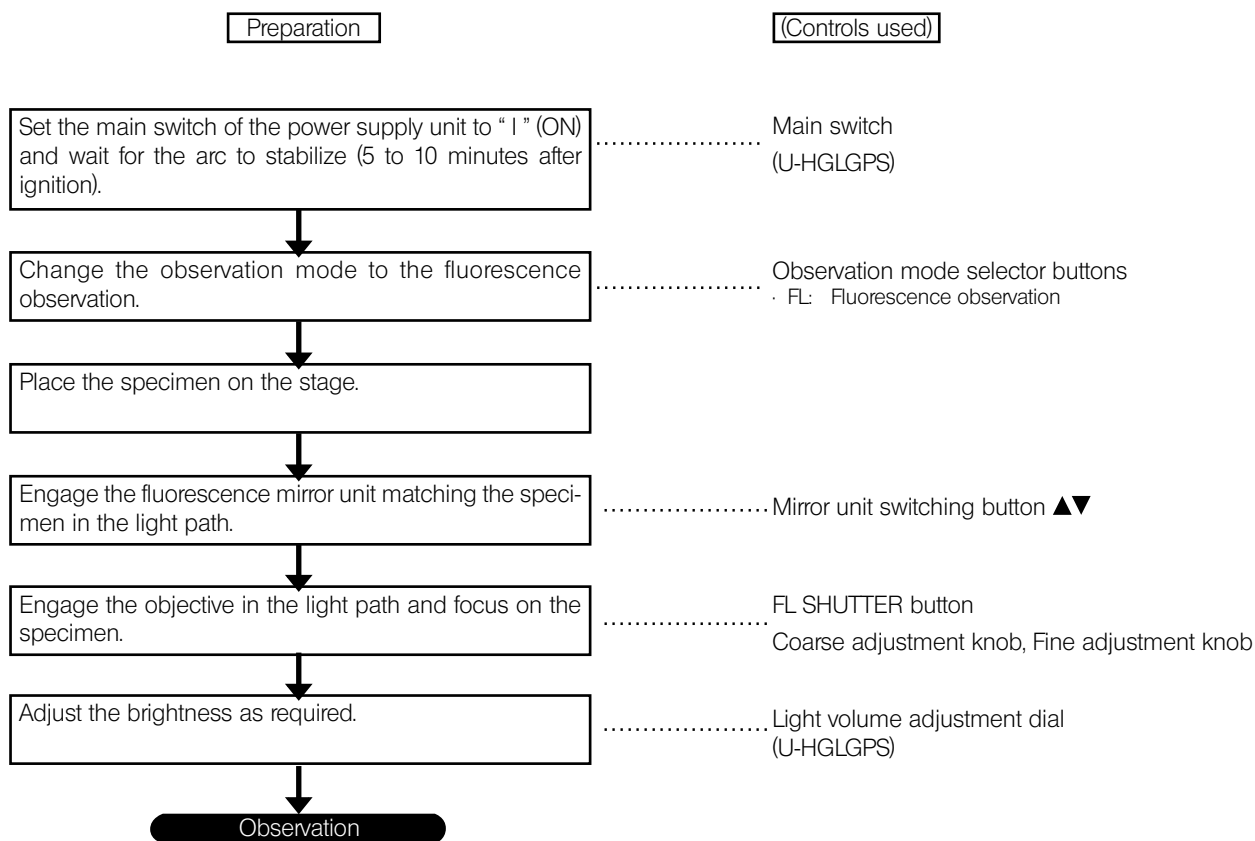 Preparation
(Controls used)
Set the main switch of the power supply unit to “ I ” (ON)
and wait for the arc to stabilize (5 to 10 minutes after
ignition).
Main switch
(U-HGLGPS)
Change the observation mode to the fluorescence
observation.
Observation mode selector buttons
· FL: Fluorescence observation
Place the specimen on the stage.
Engage the fluorescence mirror unit matching the speci-
men in the light path.
Mirror unit switching button ▲▼
Engage the objective in the light path and focus on the
specimen.
FL SHUTTER button
Coarse adjustment knob, Fine adjustment knob
Adjust the brightness as required.
Light volume adjustment dial
(U-HGLGPS)
Observation